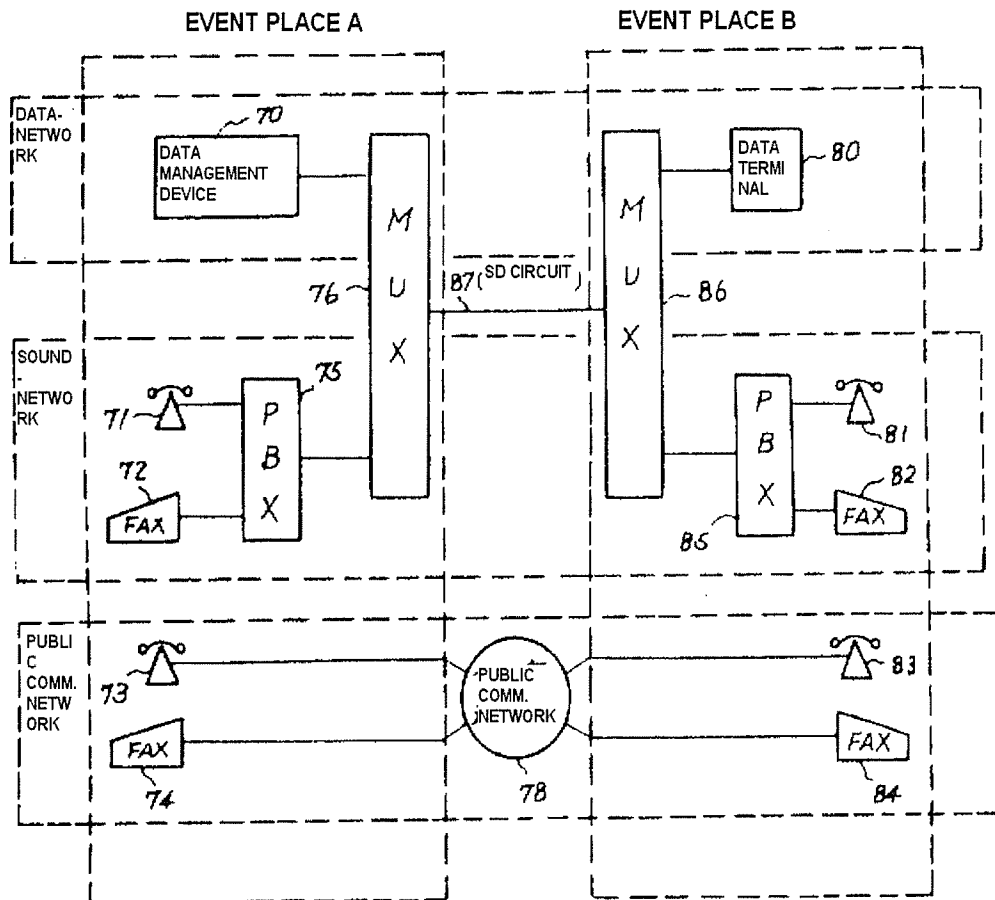 EVENT PLACE A
EVENT PLACE B
DATA-
NETWO
RK
70
DATA
MANAGEMENT
DEVICE
M
U
X
76
87 (SD CIRCUIT)
M
U
X
86
DATA
TERMI
NAL
80
SOUND
-
NETWO
RK
71
72
FAX
75
P
B
X
P
B
X
85
81
82
FAX
PUBLI
C
COMM.
NETW
ORK
73
FAX
74
PUBLIC
COMM.
NETWORK
78
83
FAX
84